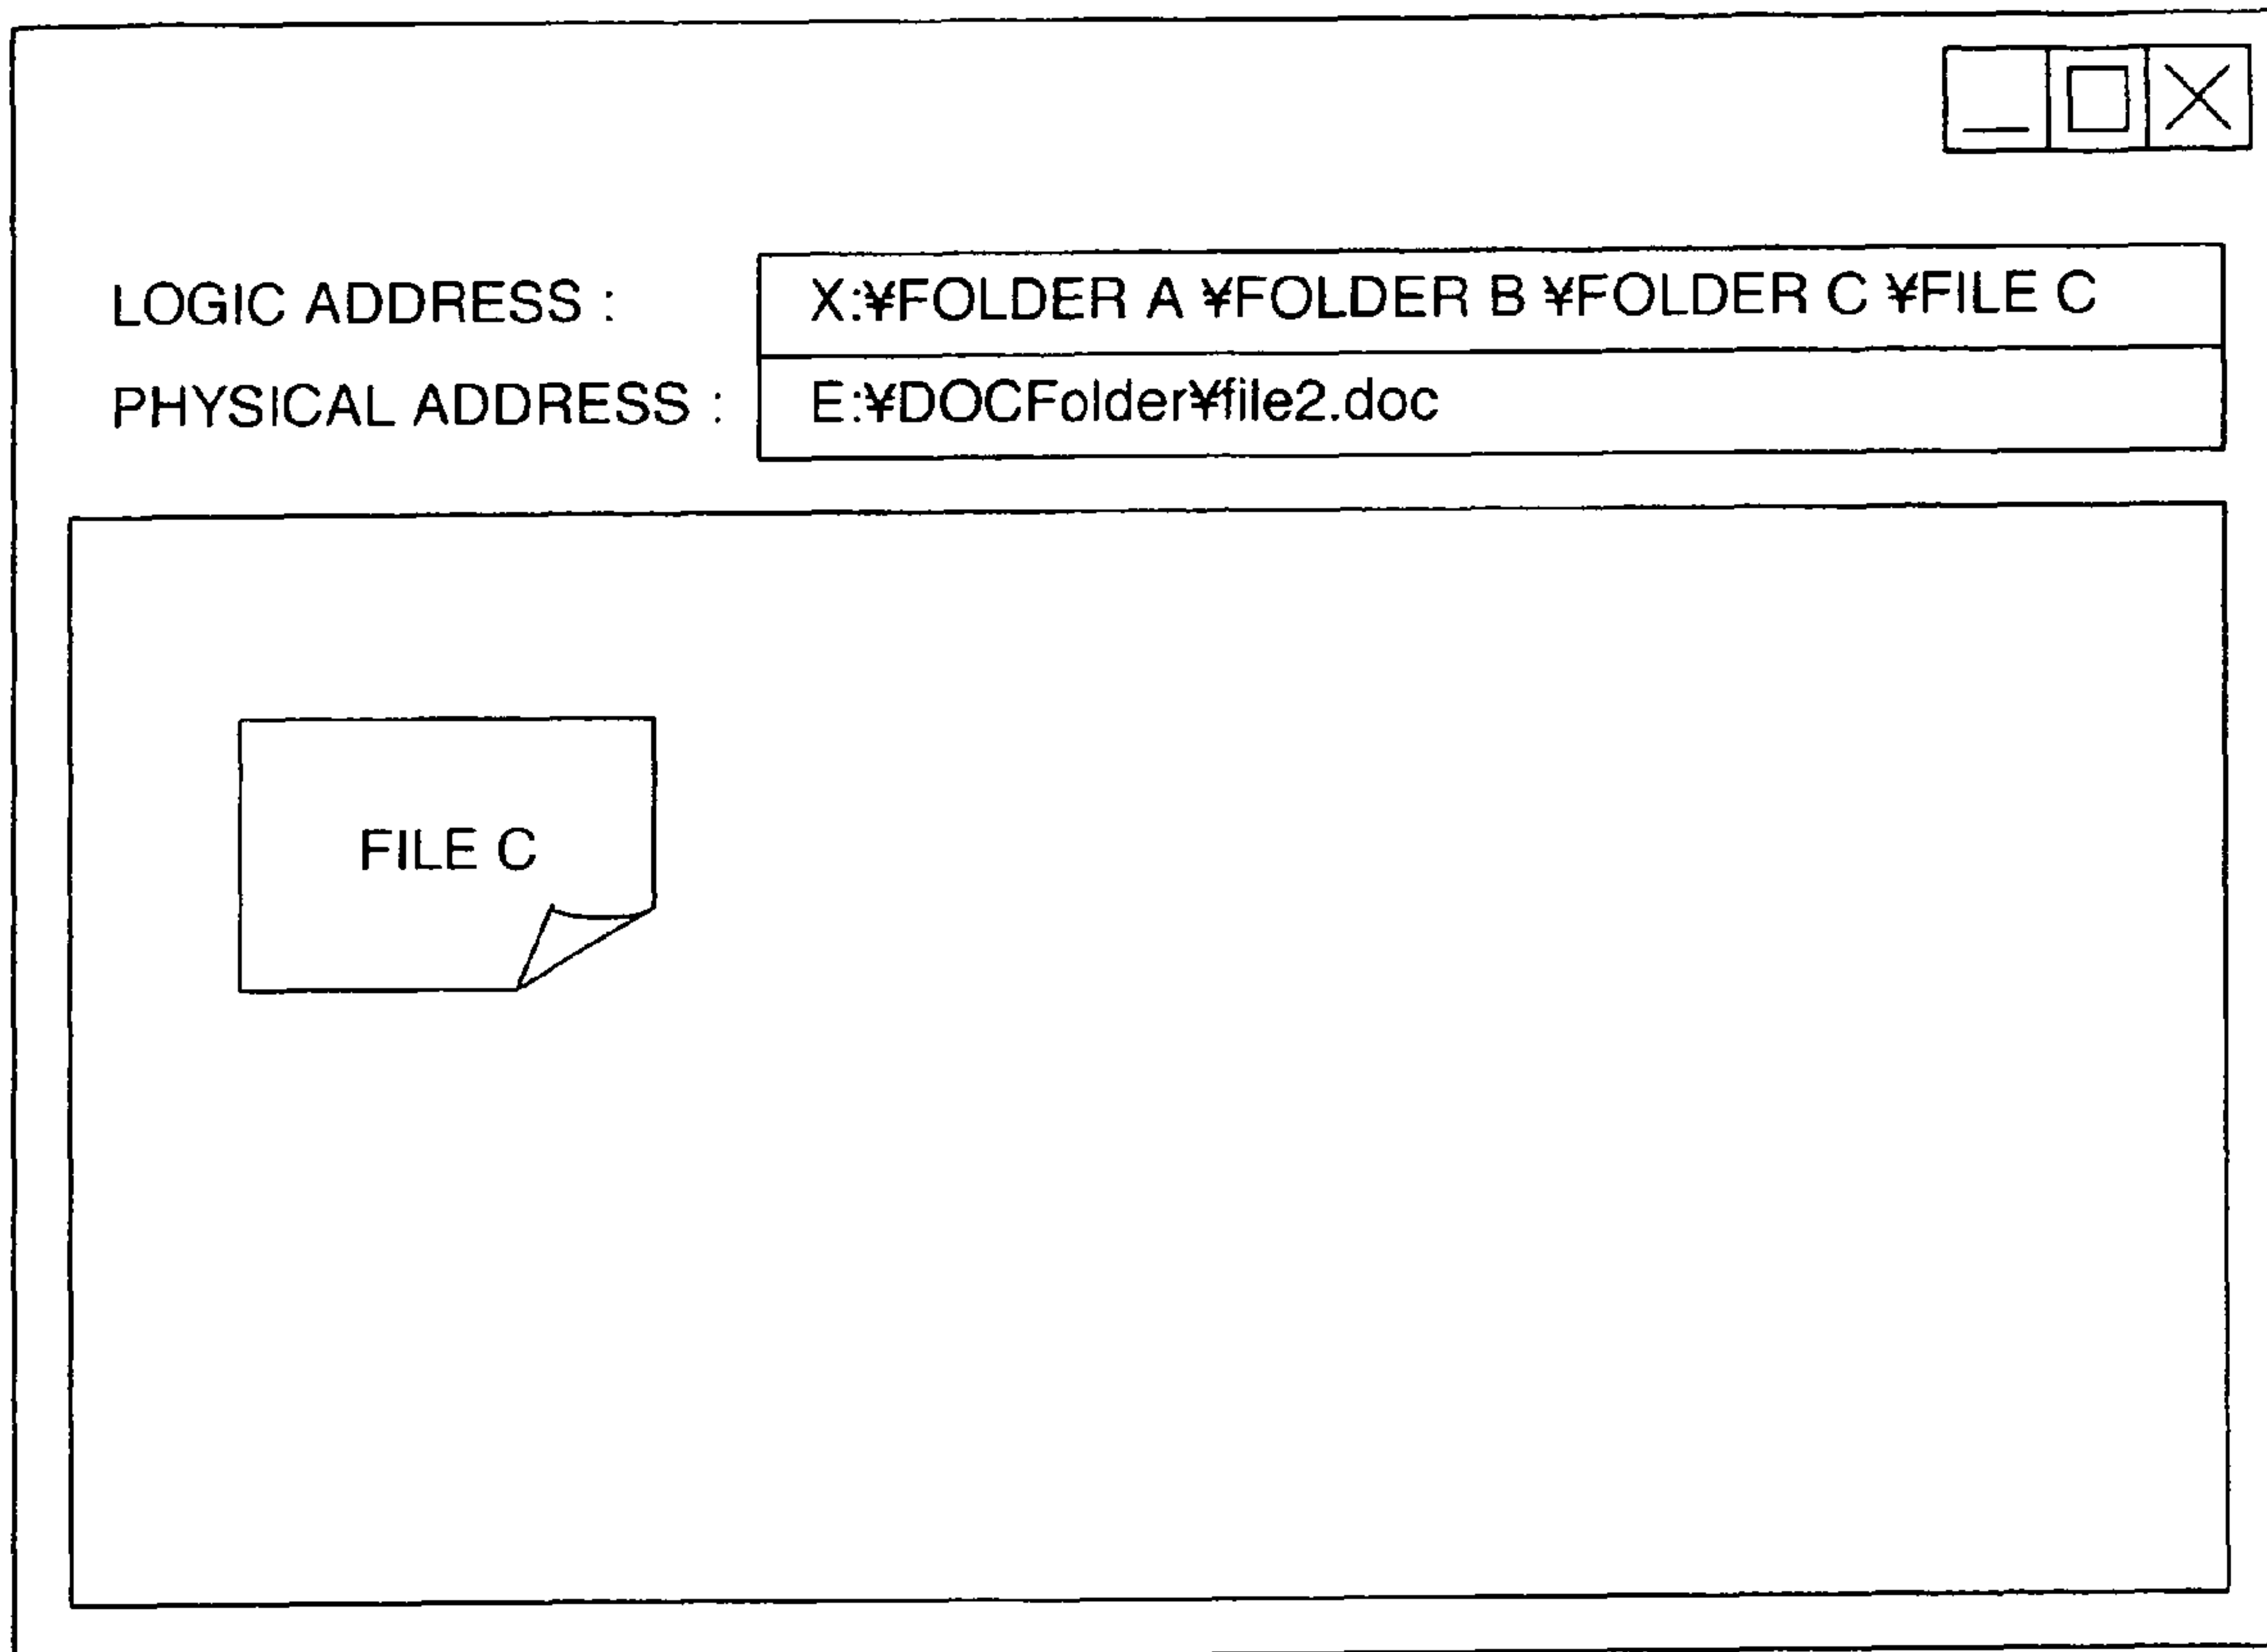 LOGIC ADDRESS : X:¥FOLDER A ¥FOLDER B ¥FOLDER C ¥FILE C
PHYSICAL ADDRESS : E:¥DOCFolder¥file2.doc
FILE C